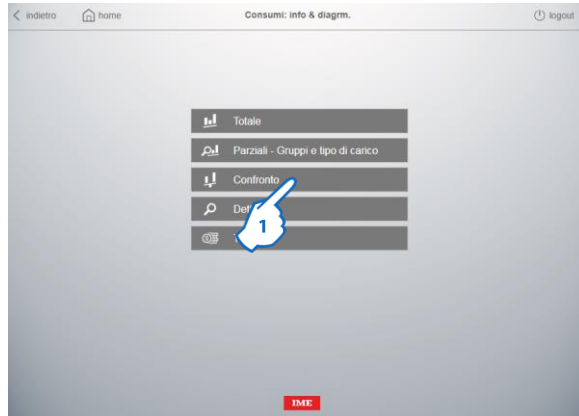 indietro
home
Consumi: info & diagrm.
logout
Totale
Parziali - Gruppi e tipo di carico
Confronto
1
IME